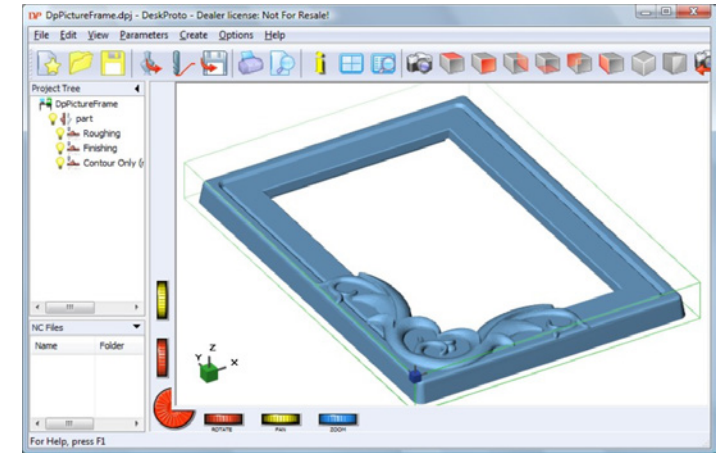 DP DpPictureFrame.dpj - DeskProto - Dealer license: Not For Resale!
File Edit View Parameters Create Options Help
Project Tree
DpPictureFrame
part
Roughing
Finishing
Contour Only (r
NC Files
Name Folder
Z
Y X
ROTATE PAN ZOOM
For Help, press F1